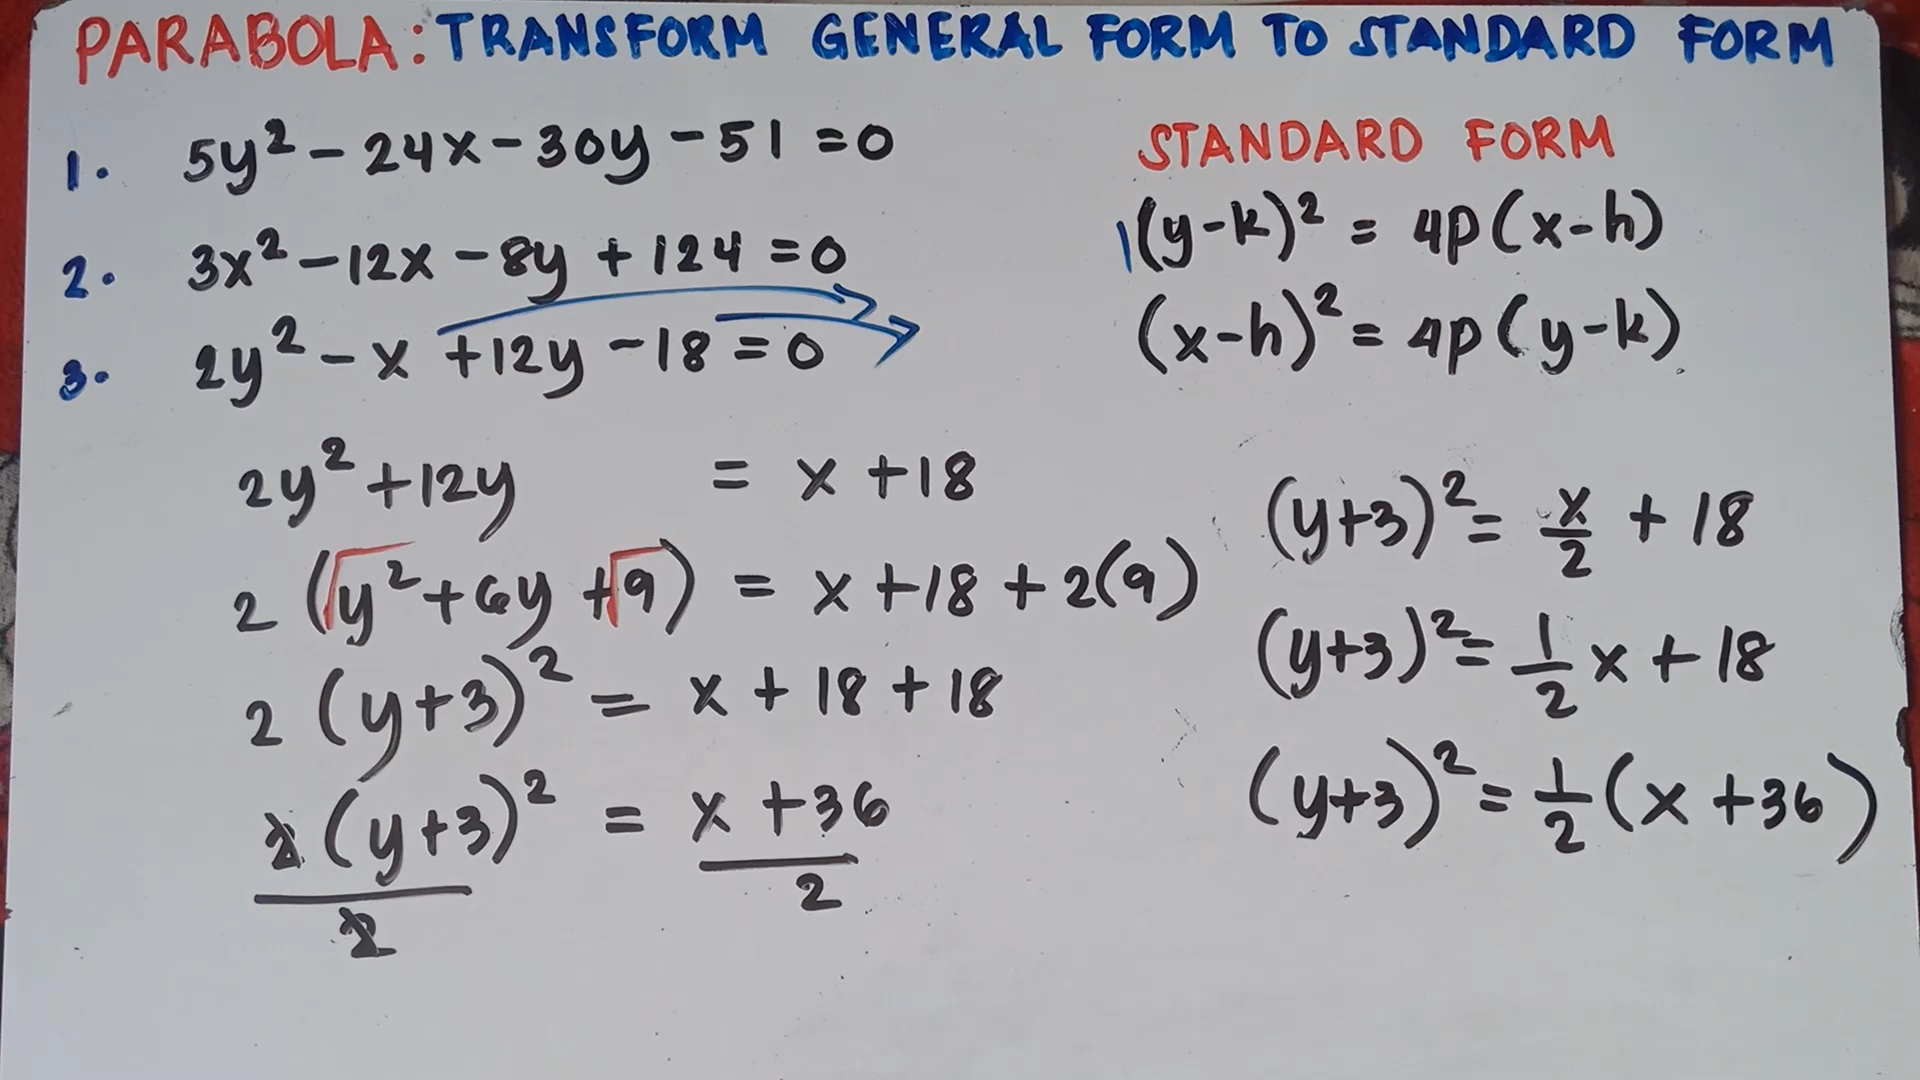 PARABOLA: TRANSFORM GENERAL FORM TO STANDARD FORM
1. 5y² - 24x - 30y - 51 = 0
2. 3x² - 12x - 8y + 124 = 0
3. 2y² - x + 12y - 18 = 0
2y² + 12y = x + 18
2 (√y² + 6y + √9) = x + 18 + 2(9)
2 (y+3)² = x + 18 + 18
2 (y+3)² / 2 = x + 36 / 2
STANDARD FORM
(y-k)² = 4p(x-h)
(x-h)² = 4p(y-k)
(y+3)² = x/2 + 18
(y+3)² = 1/2 x + 18
(y+3)² = 1/2 (x + 36)